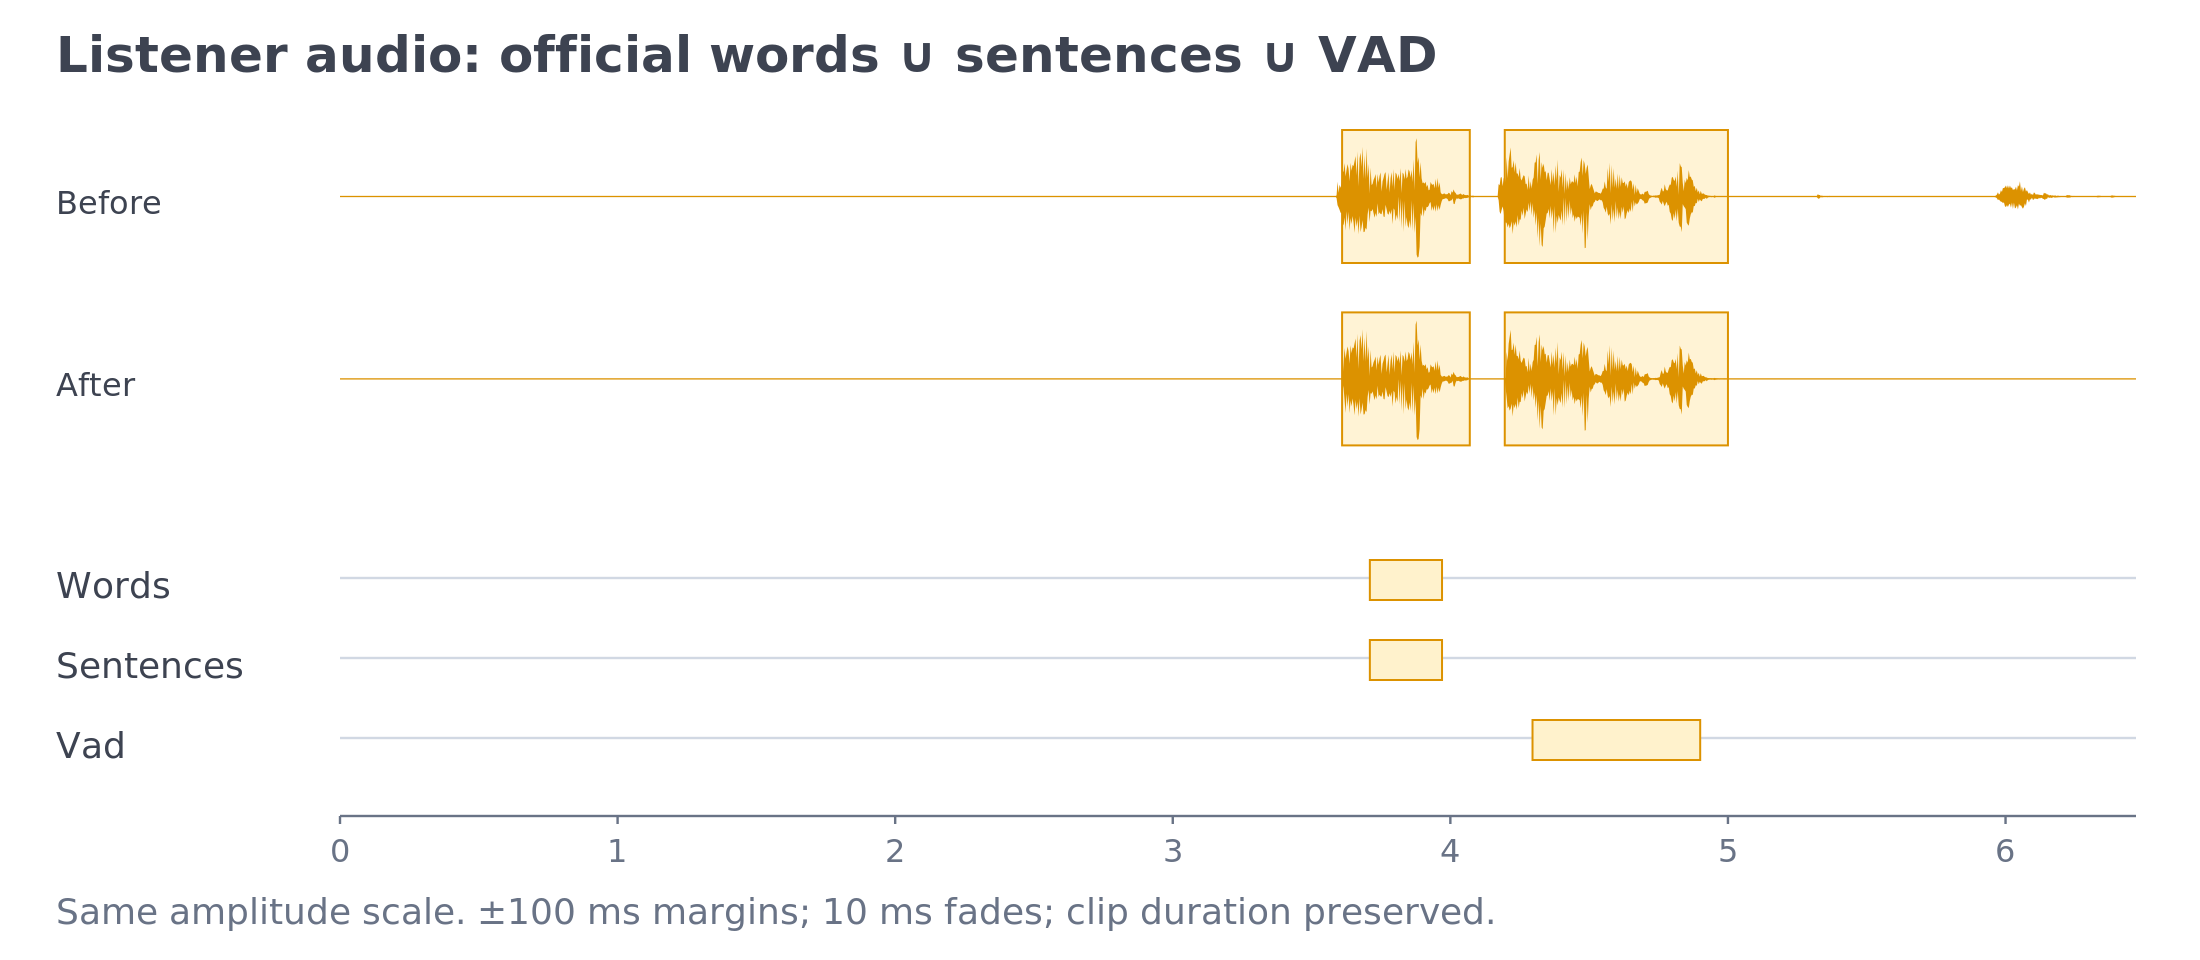 Listener audio: official words ∪ sentences ∪ VAD
Before
After
Words
Sentences
Vad
0 1 2 3 4 5 6
Same amplitude scale. ±100 ms margins; 10 ms fades; clip duration preserved.